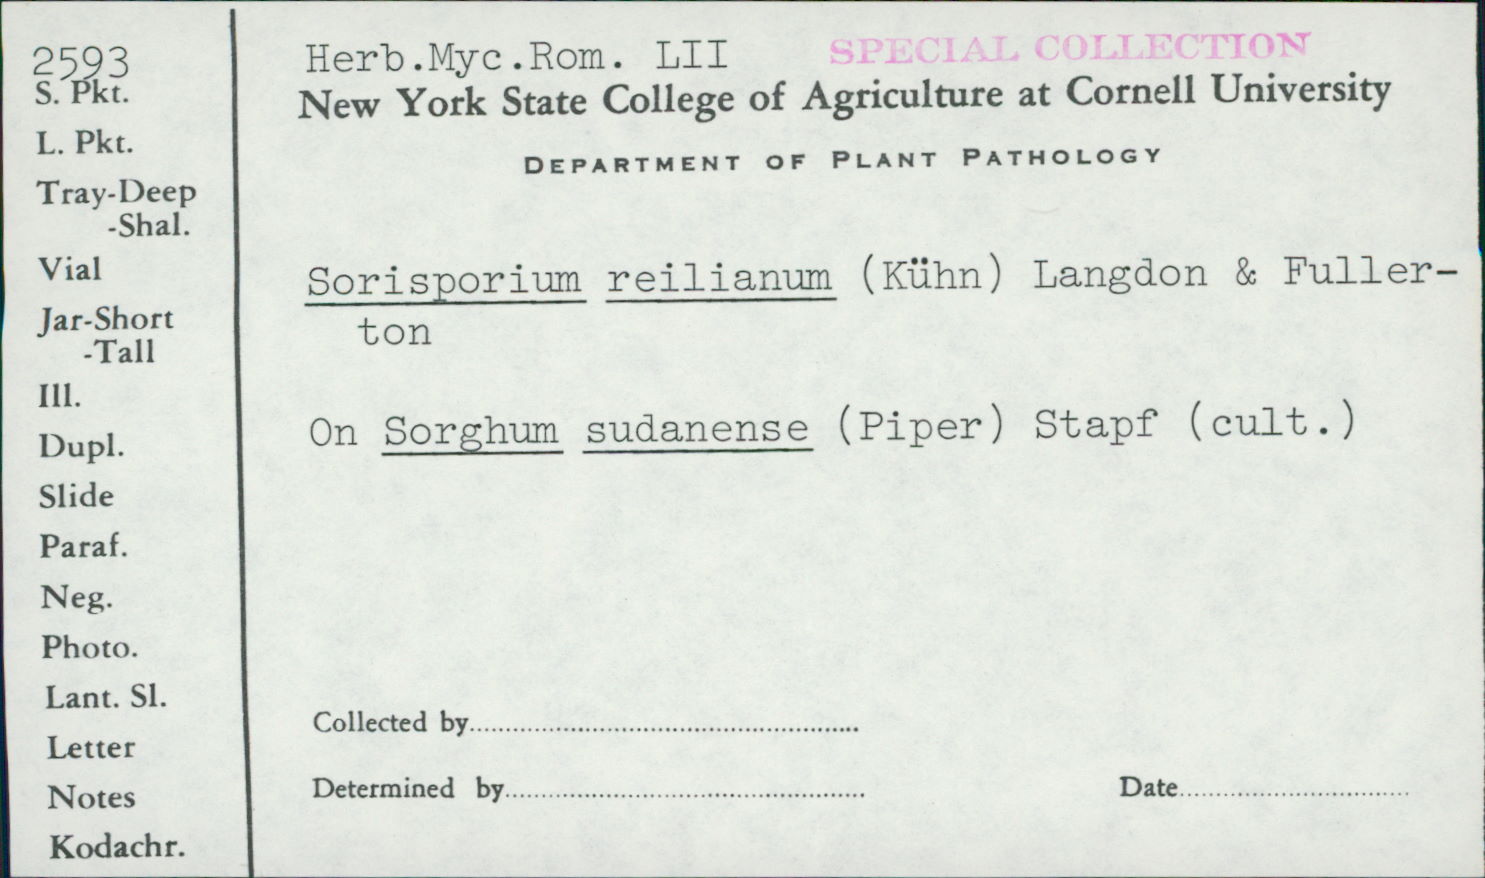 2593
S. Pkt.
L. Pkt.
Tray-Deep
-Shal.
Vial
Jar-Short
-Tall
Ill.
Dupl.
Slide
Paraf.
Neg.
Photo.
Lant. Sl.
Letter
Notes
Kodachr.
Herb.Myc.Rom. LII SPECIAL COLLECTION
New York State College of Agriculture at Cornell University
DEPARTMENT OF PLANT PATHOLOGY
Sorisporium reilianum (Kühn) Langdon & Fuller-
ton
On Sorghum sudanense (Piper) Stapf (cult.)
Collected by
Determined by Date